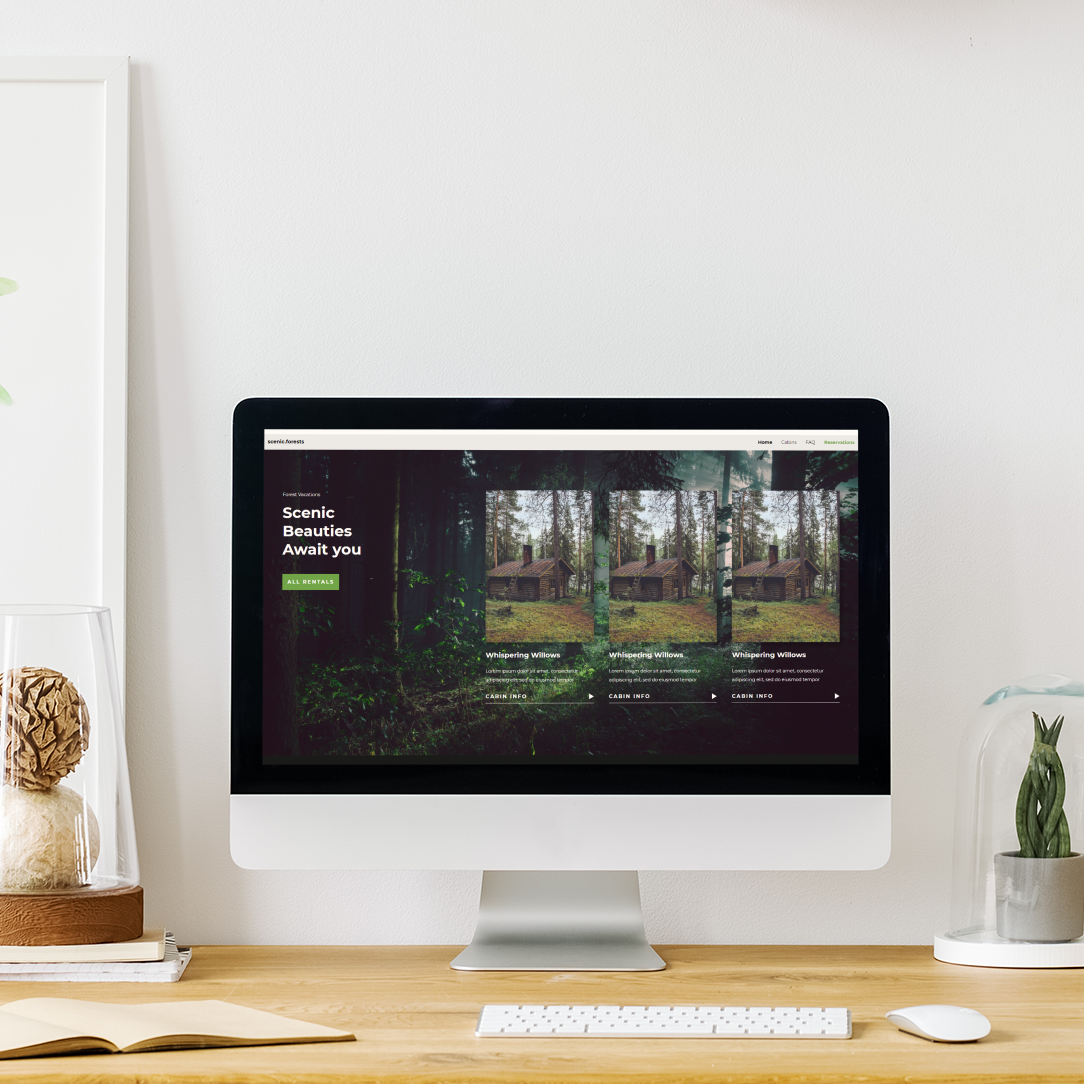 scenic.forests
Home Cabins FAQ Reservations
Forest Vacations
Scenic
Beauties
Await you
ALL RENTALS
Whispering Willows
Lorem ipsum dolor sit amet, consectetur
adipiscing elit, sed do eiusmod tempor
CABIN INFO
Whispering Willows
Lorem ipsum dolor sit amet, consectetur
adipiscing elit, sed do eiusmod tempor
CABIN INFO
Whispering Willows
Lorem ipsum dolor sit amet, consectetur
adipiscing elit, sed do eiusmod tempor
CABIN INFO